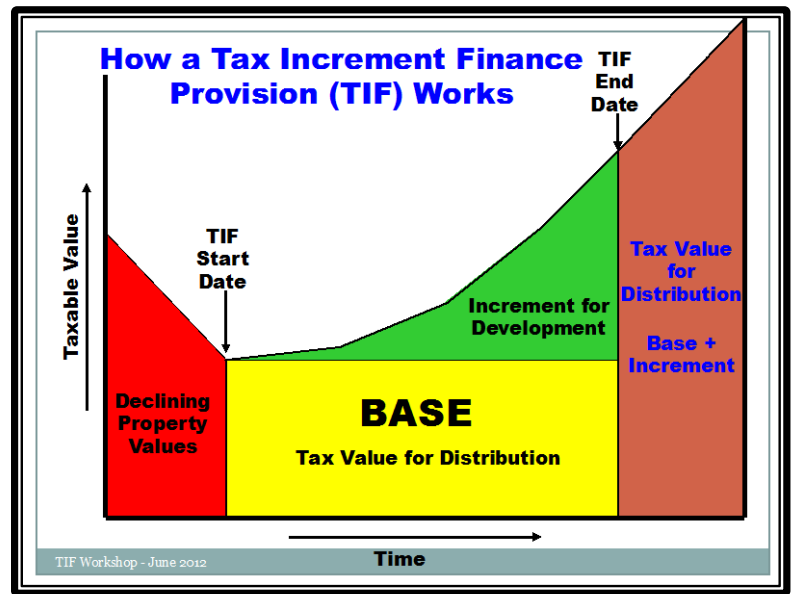 How a Tax Increment Finance
Provision (TIF) Works
TIF
End
Date
TIF
Start
Date
Taxable Value
Tax Value
for
Distribution
Base +
Increment
Increment for
Development
Declining
Property
Values
BASE
Tax Value for Distribution
Time
TIF Workshop - June 2012